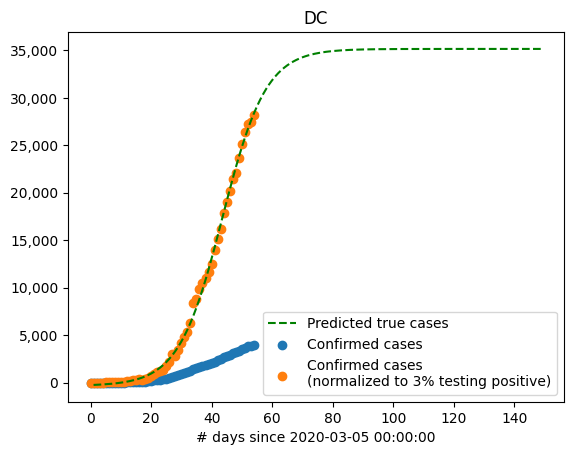 DC
35,000
30,000
25,000
20,000
15,000
10,000
5,000
0
Predicted true cases
Confirmed cases
Confirmed cases
(normalized to 3% testing positive)
0 20 40 60 80 100 120 140
# days since 2020-03-05 00:00:00